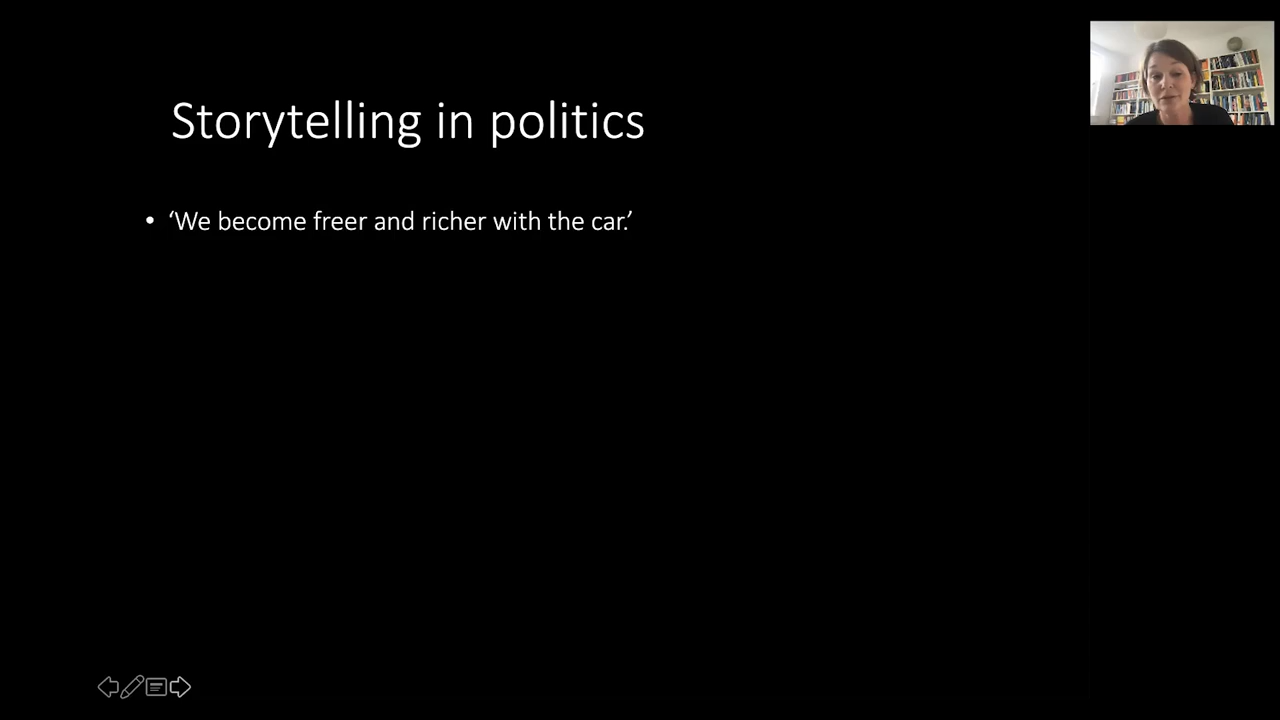 Storytelling in politics
• ‘We become freer and richer with the car.’